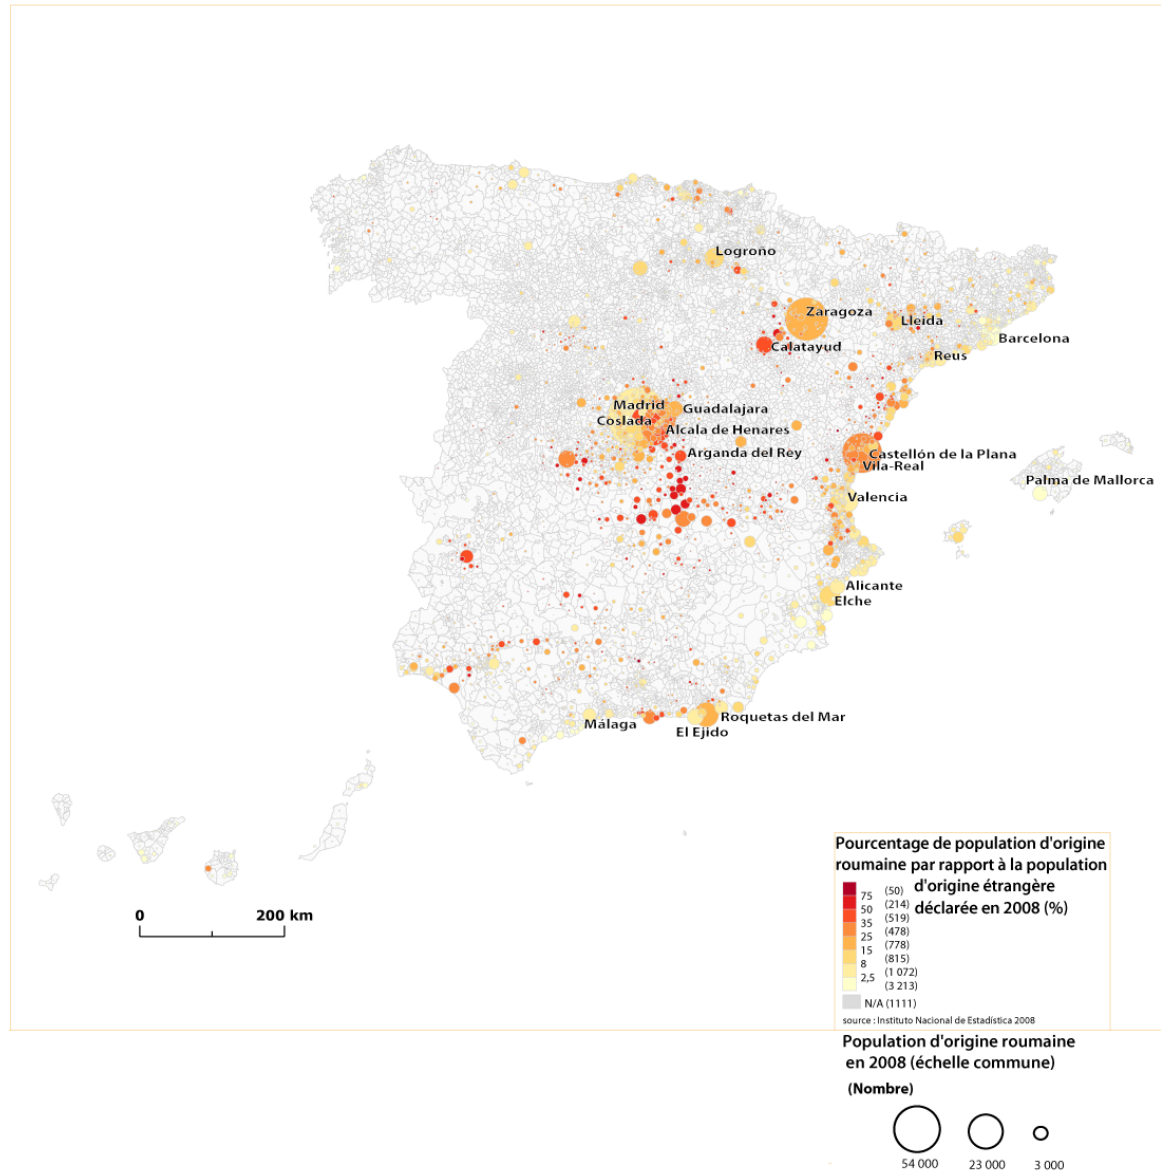 Logroño
Zaragoza
Lleida
Barcelona
Calatayud
Reus
Madrid
Guadalajara
Coslada
Alcala de Henares
Arganda del Rey
Castellón de la Plana
Vila-Real
Palma de Mallorca
Valencia
Alicante
Elche
Roquetas del Mar
Málaga
El Ejido
0 200 km
Pourcentage de population d'origine
roumaine par rapport à la population
d'origine étrangère
déclarée en 2008 (%)
(50)
75
(214)
50
(519)
35
(478)
25
(778)
15
(815)
8
(1 072)
2,5
(3 213)
N/A (1111)
source : Instituto Nacional de Estadística 2008
Population d'origine roumaine
en 2008 (échelle commune)
(Nombre)
54 000 23 000 3 000